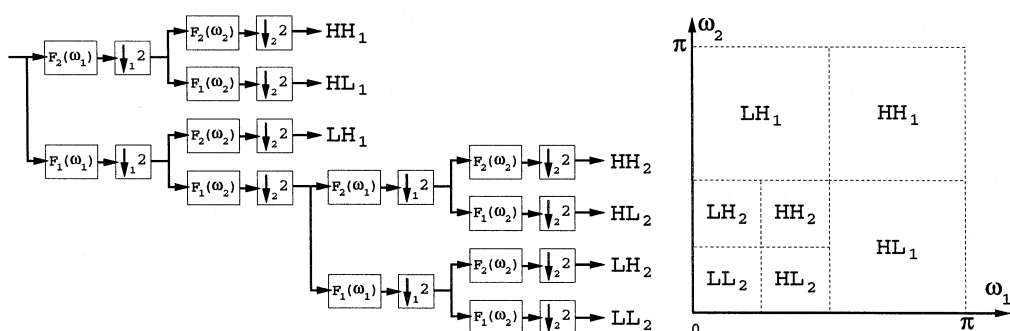 F₂(ω₁) ↓₁2 F₂(ω₂) ↓₂2 HH₁
F₁(ω₂) ↓₂2 HL₁
F₁(ω₁) ↓₁2 F₂(ω₂) ↓₂2 LH₁
F₁(ω₂) ↓₂2 F₂(ω₁) ↓₁2 F₂(ω₂) ↓₂2 HH₂
F₁(ω₂) ↓₂2 HL₂
F₁(ω₁) ↓₁2 F₂(ω₂) ↓₂2 LH₂
F₁(ω₂) ↓₂2 LL₂
ω₂
π
LH₁ HH₁
LH₂ HH₂
HL₁
LL₂ HL₂
ω₁
0 π